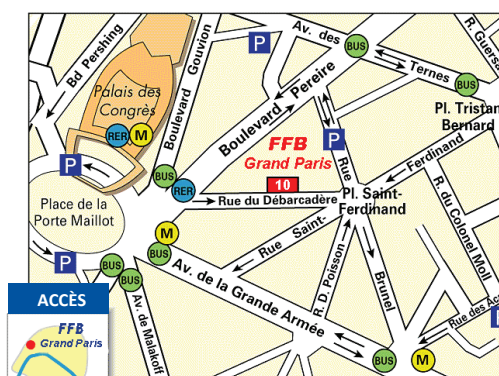 Bd Pershing
Palais des
Congrès
RER
M
P
Boulevard Gouvion
P
Av. des
BUS
Ternes
BUS
R. Guersa
Pl. Tristan
Bernard
Boulevard Pereire
P
Rue
FFB
Grand Paris
10
Rue du Débarcadère
BUS
RER
Ferdinand
Pl. Saint-
Ferdinand
R. du Colonel Moll
Place de la
Porte Maillot
P
M
BUS
Rue Saint-
Av. de la Grande Armée
R. D. Poisson
Brunel
Rue des
BUS
BUS
Av. de Malakoff
BUS
M
ACCÈS
FFB
Grand Paris